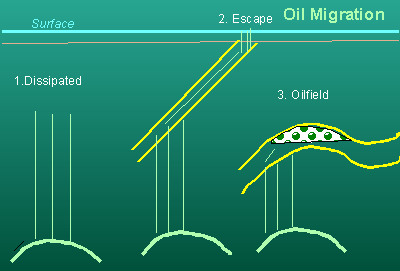 Oil Migration
Surface
2. Escape
1.Dissipated
3. Oilfield